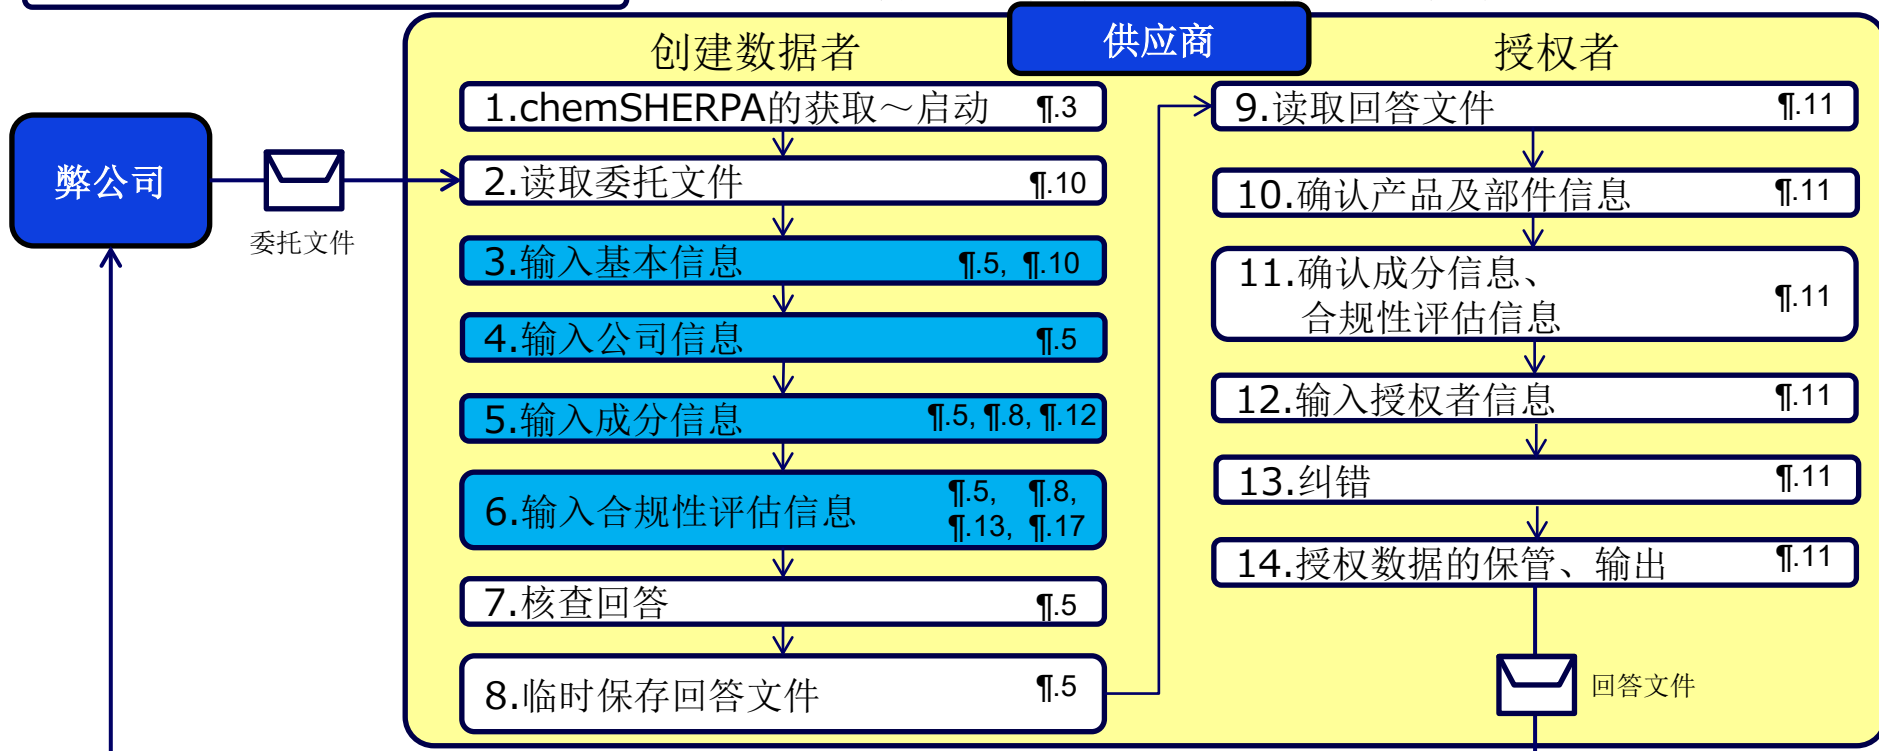 供应商
创建数据者
授权者
弊公司
委托文件
1.chemSHERPA的获取～启动 ¶.3
2.读取委托文件 ¶.10
3.输入基本信息 ¶.5, ¶.10
4.输入公司信息 ¶.5
5.输入成分信息 ¶.5, ¶.8, ¶.12
6.输入合规性评估信息 ¶.5, ¶.8,
¶.13, ¶.17
7.核查回答 ¶.5
8.临时保存回答文件 ¶.5
9.读取回答文件 ¶.11
10.确认产品及部件信息 ¶.11
11.确认成分信息、
合规性评估信息 ¶.11
12.输入授权者信息 ¶.11
13.纠错 ¶.11
14.授权数据的保管、输出 ¶.11
回答文件